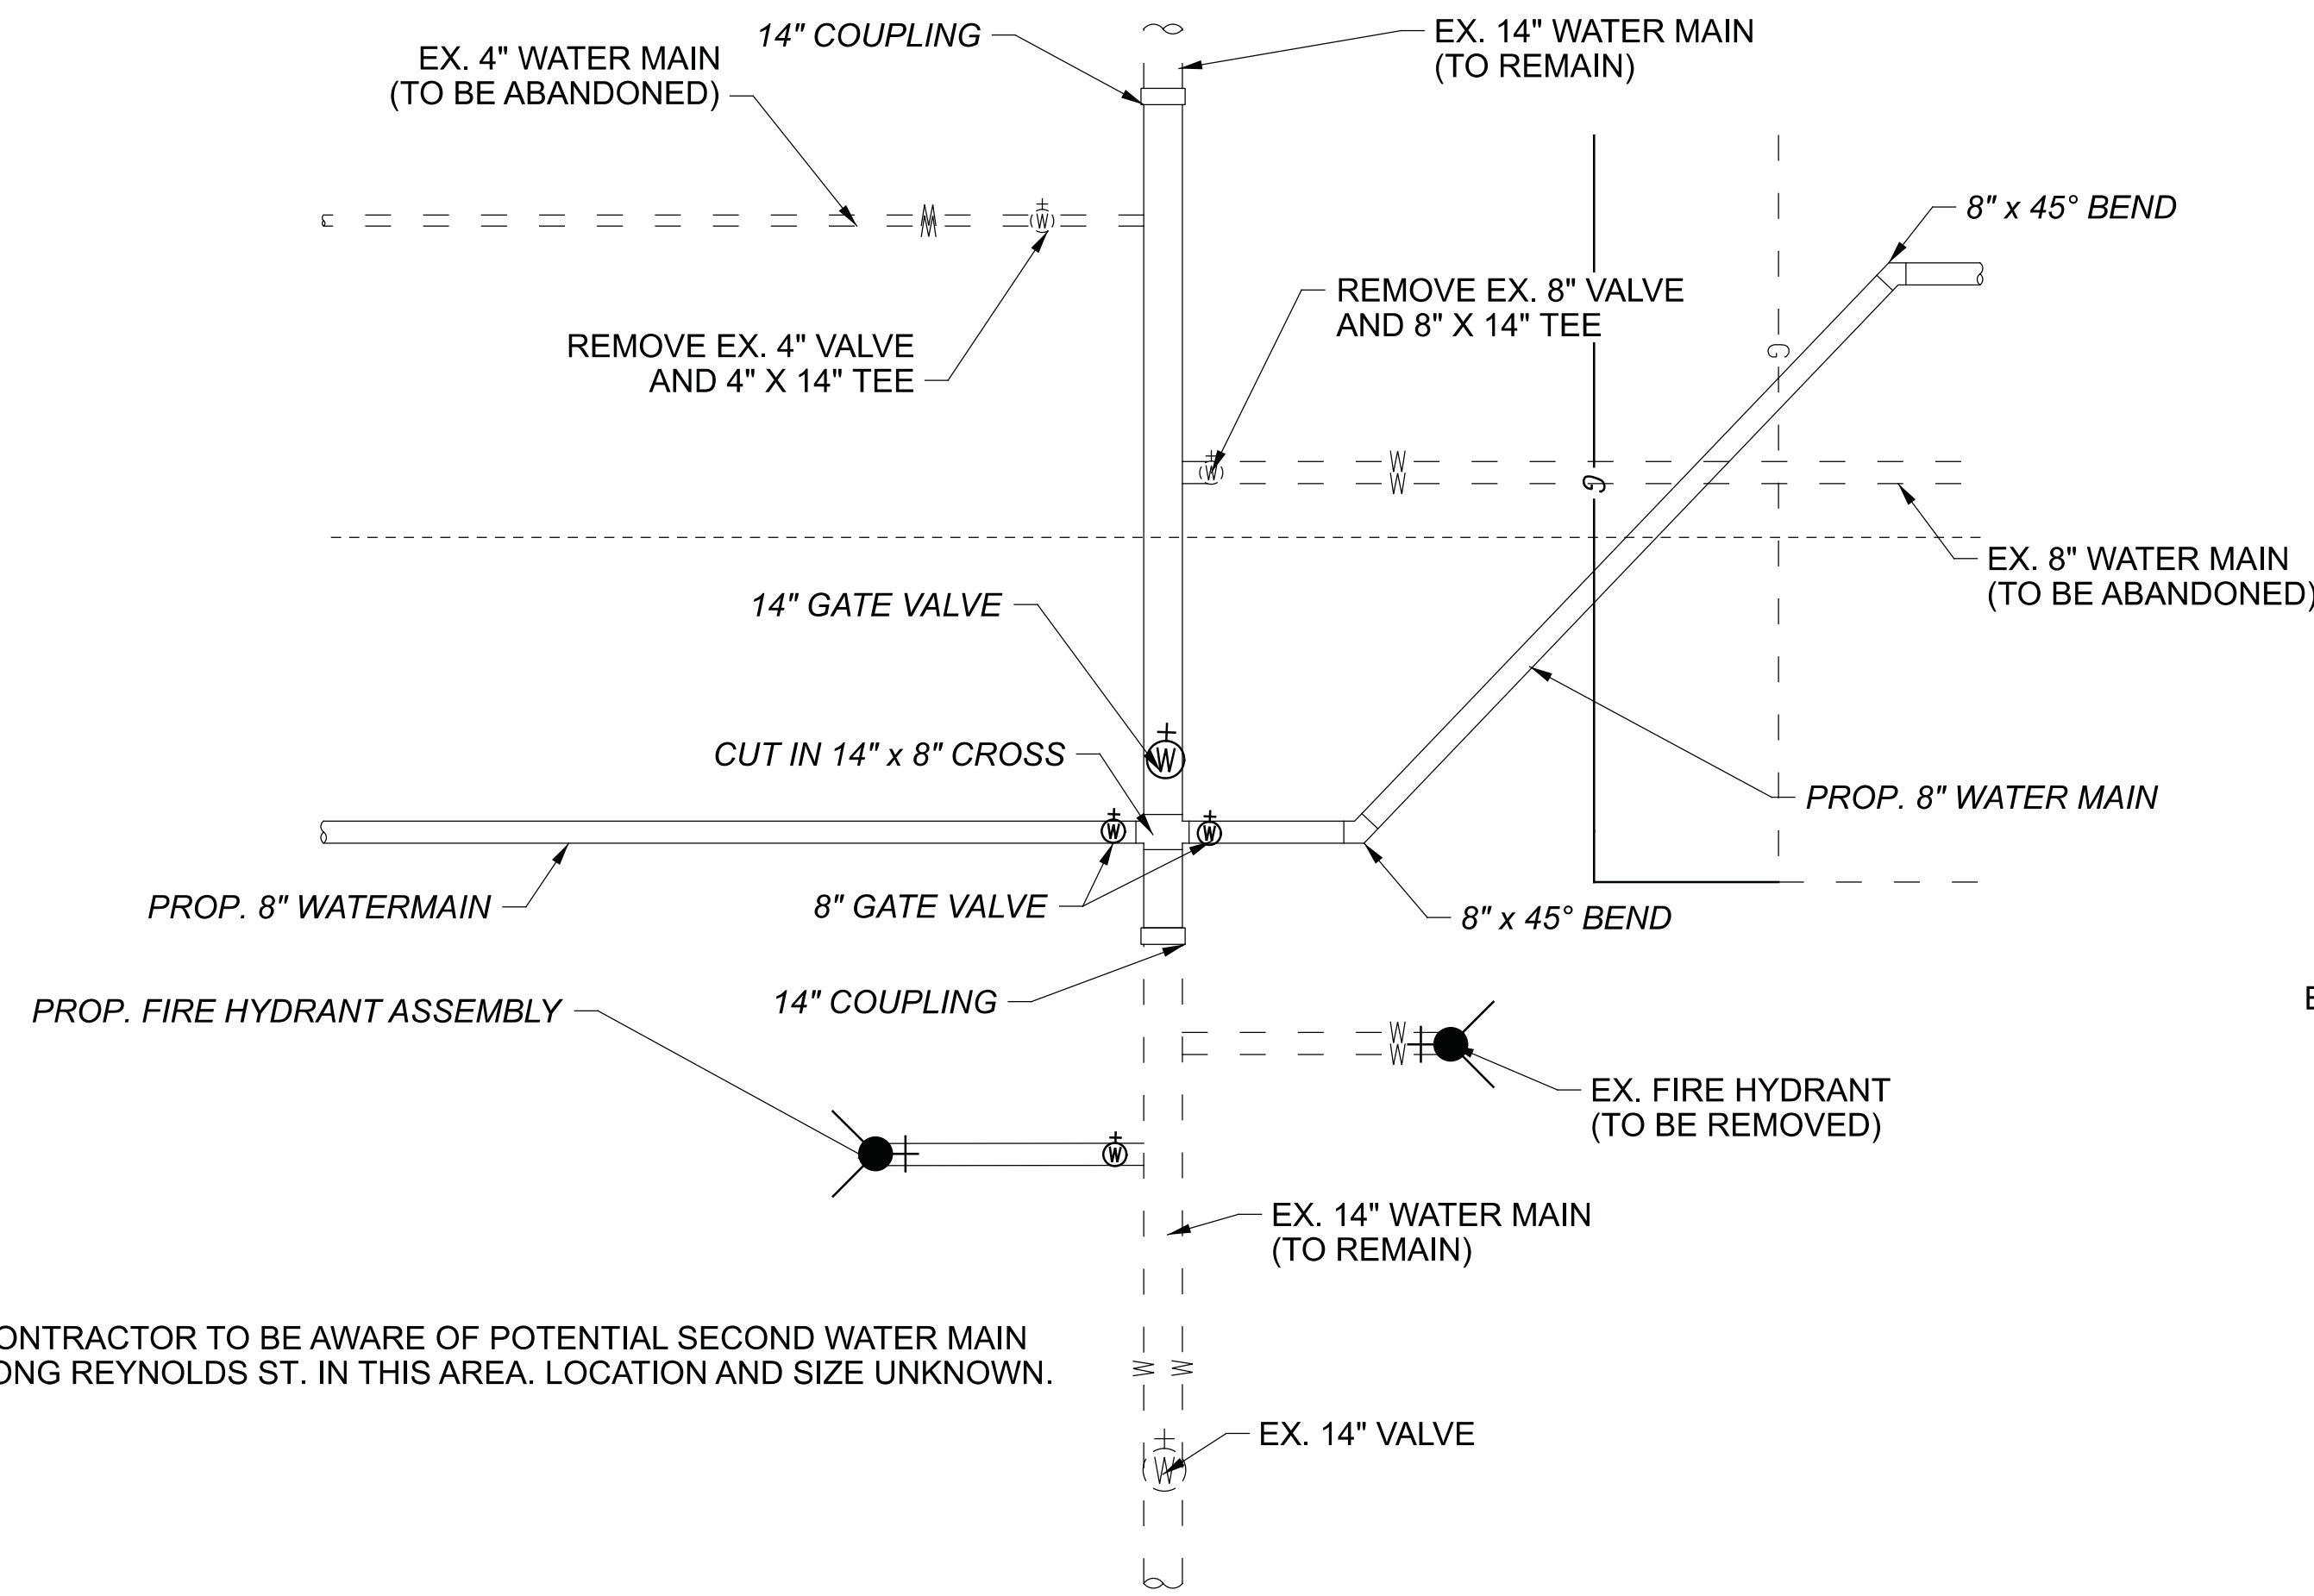 14" COUPLING
EX. 14" WATER MAIN
(TO REMAIN)
EX. 4" WATER MAIN
(TO BE ABANDONED)
8" x 45° BEND
W
W
W
REMOVE EX. 8" VALVE
AND 8" X 14" TEE
REMOVE EX. 4" VALVE
AND 4" X 14" TEE
G
W
W
W
G
EX. 8" WATER MAIN
(TO BE ABANDONED)
14" GATE VALVE
CUT IN 14" x 8" CROSS
W
PROP. 8" WATER MAIN
W
W
PROP. 8" WATERMAIN
8" GATE VALVE
8" x 45° BEND
14" COUPLING
PROP. FIRE HYDRANT ASSEMBLY
W
W
EX. FIRE HYDRANT
(TO BE REMOVED)
W
EX. 14" WATER MAIN
(TO REMAIN)
ONTRACTOR TO BE AWARE OF POTENTIAL SECOND WATER MAIN
ONG REYNOLDS ST. IN THIS AREA. LOCATION AND SIZE UNKNOWN.
W
W
EX. 14" VALVE
W